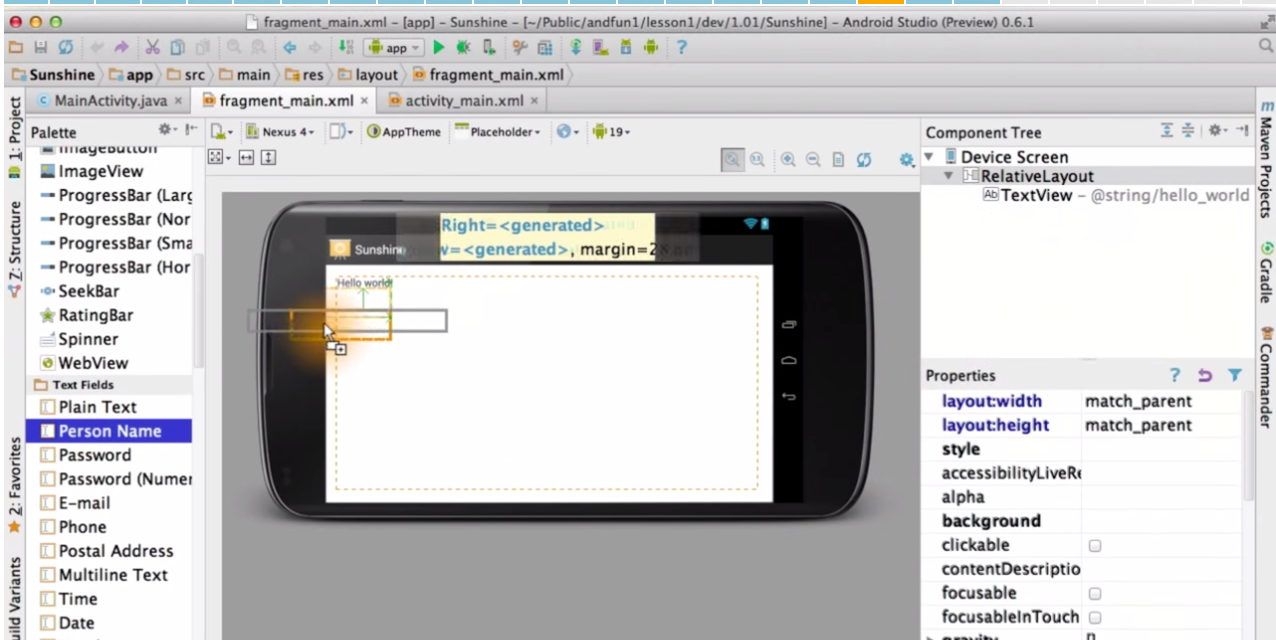 fragment_main.xml – [app] – Sunshine – [~/Public/andfun1/lesson1/dev/1.01/Sunshine] – Android Studio (Preview) 0.6.1
app
Sunshine app src main res layout fragment_main.xml
MainActivity.java fragment_main.xml activity_main.xml
1: Project
Z: Structure
2: Favorites
Palette
ImageButton
ImageView
ProgressBar (Larg
ProgressBar (Nor
ProgressBar (Sma
ProgressBar (Hor
SeekBar
RatingBar
Spinner
WebView
Text Fields
Plain Text
Person Name
Password
Password (Numer
E-mail
Phone
Postal Address
Multiline Text
Time
Date
Nexus 4 AppTheme Placeholder 19
Right=<generated>
w=<generated>, margin=2
Sunshine
Hello world!
Component Tree
Device Screen
RelativeLayout
Ab TextView – @string/hello_world
Properties
layout:width match_parent
layout:height match_parent
style
accessibilityLiveRe
alpha
background
clickable
contentDescriptio
focusable
focusableInTouch
gravity []
m Maven Projects
Gradle
Commander
uild Variants